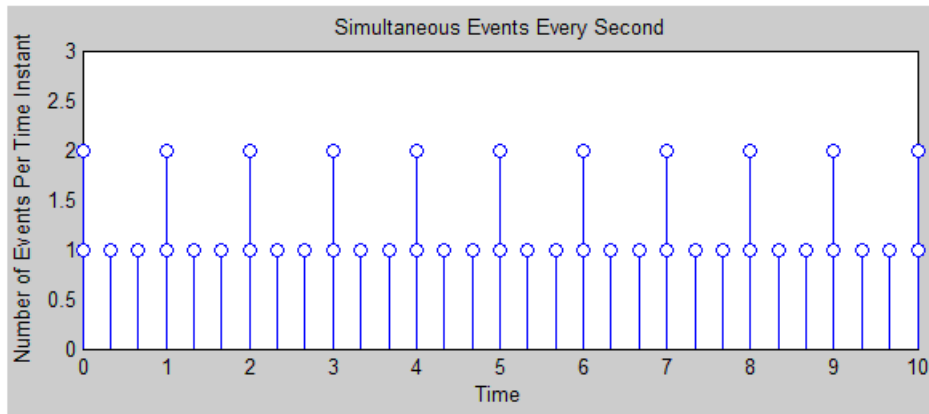 Simultaneous Events Every Second
Number of Events Per Time Instant
3
2.5
2
1.5
1
0.5
0
0 1 2 3 4 5 6 7 8 9 10
Time